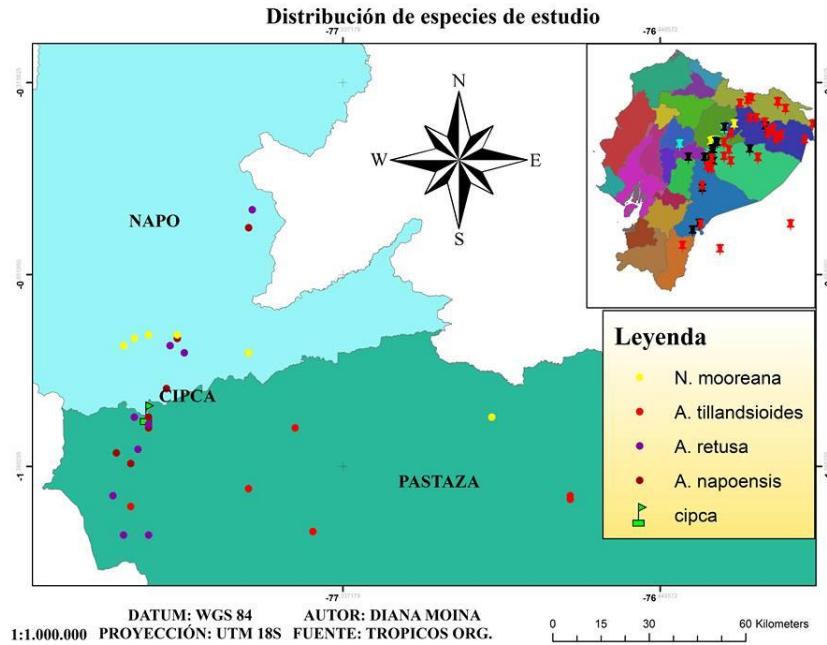 Distribución de especies de estudio
-77
-76
N
W
E
S
NAPO
CIPCA
PASTAZA
Leyenda
N. mooreana
A. tillandsioides
A. retusa
A. napoensis
cipca
-77
-76
DATUM: WGS 84 AUTOR: DIANA MOINA
1:1.000.000 PROYECCIÓN: UTM 18S FUENTE: TROPICOS ORG.
0 15 30 60 Kilometers